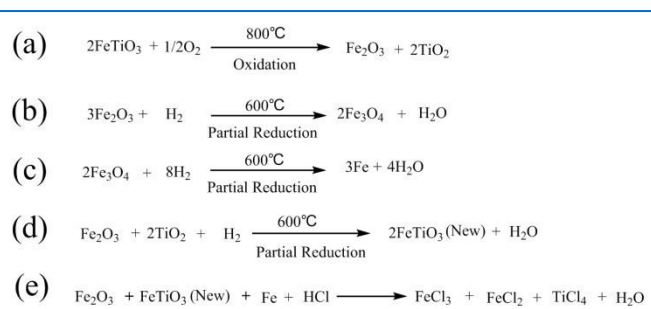 (a) 2FeTiO₃ + 1/2O₂ 800℃ Oxidation Fe₂O₃ + 2TiO₂
(b) 3Fe₂O₃ + H₂ 600℃ Partial Reduction 2Fe₃O₄ + H₂O
(c) 2Fe₃O₄ + 8H₂ 600℃ Partial Reduction 3Fe + 4H₂O
(d) Fe₂O₃ + 2TiO₂ + H₂ 600℃ Partial Reduction 2FeTiO₃ (New) + H₂O
(e) Fe₂O₃ + FeTiO₃ (New) + Fe + HCl FeCl₃ + FeCl₂ + TiCl₄ + H₂O